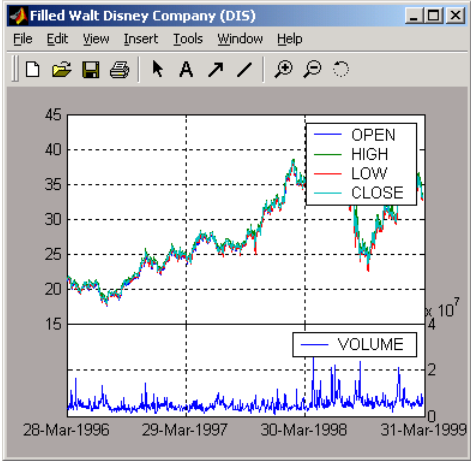 Filled Walt Disney Company (DIS)
File Edit View Insert Tools Window Help
A
45
40
35
30
25
20
15
OPEN
HIGH
LOW
CLOSE
x 10^7
4
2
0
VOLUME
28-Mar-1996 29-Mar-1997 30-Mar-1998 31-Mar-1999